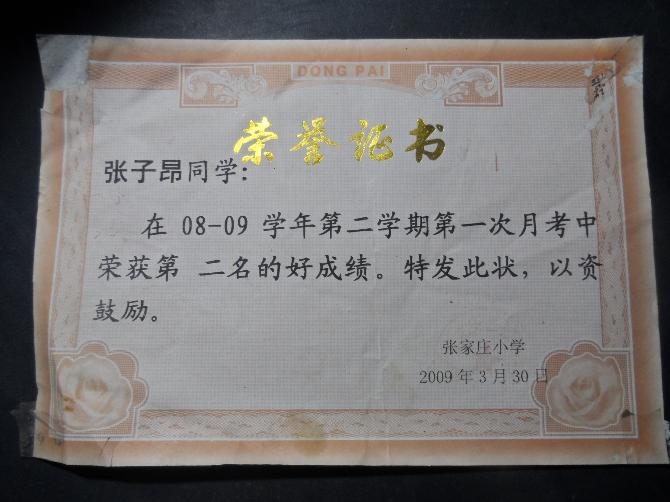 DONG PAI
荣誉证书
张子昂同学：
在 08-09 学年第二学期第一次月考中
荣获第 二名的好成绩。特发此状，以资
鼓励。
张家庄小学
2009 年 3 月 30 日